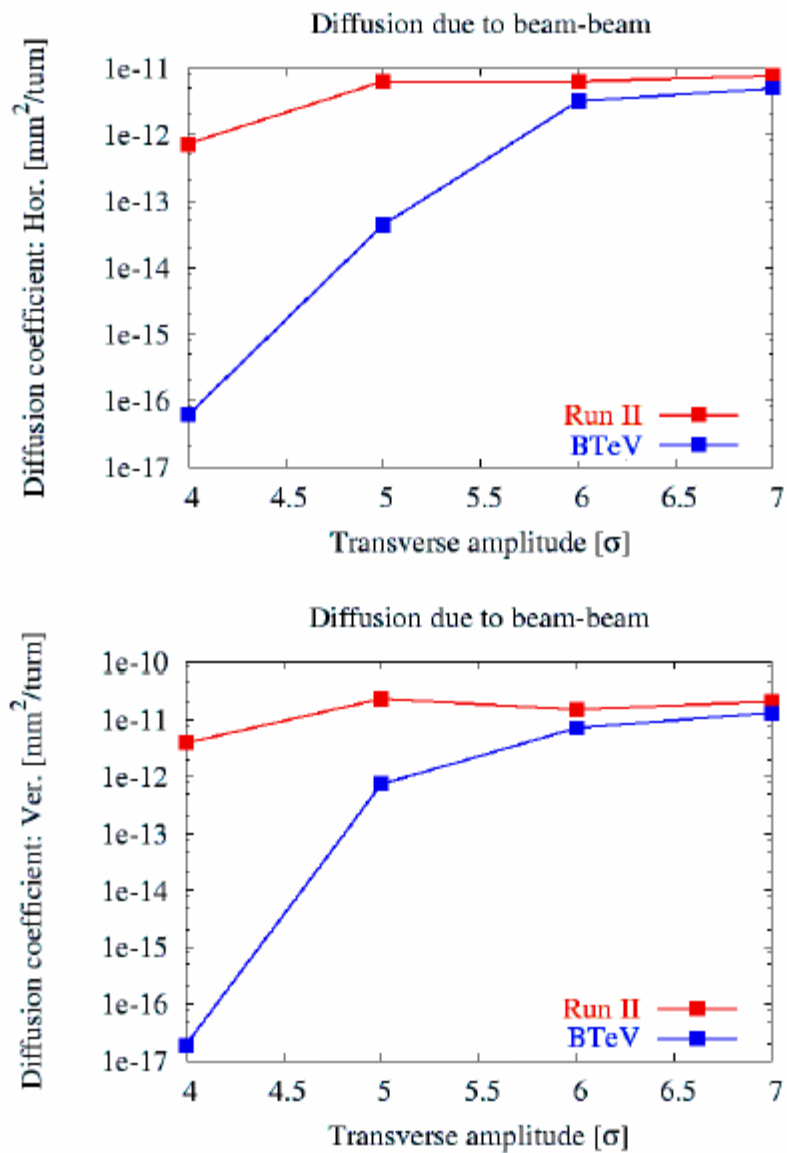 Diffusion due to beam-beam
Diffusion coefficient: Hor. [mm²/turn]
1e-11
1e-12
1e-13
1e-14
1e-15
1e-16
1e-17
Run II
BTeV
4 4.5 5 5.5 6 6.5 7
Transverse amplitude [σ]
Diffusion due to beam-beam
Diffusion coefficient: Ver. [mm²/turn]
1e-10
1e-11
1e-12
1e-13
1e-14
1e-15
1e-16
1e-17
Run II
BTeV
4 4.5 5 5.5 6 6.5 7
Transverse amplitude [σ]